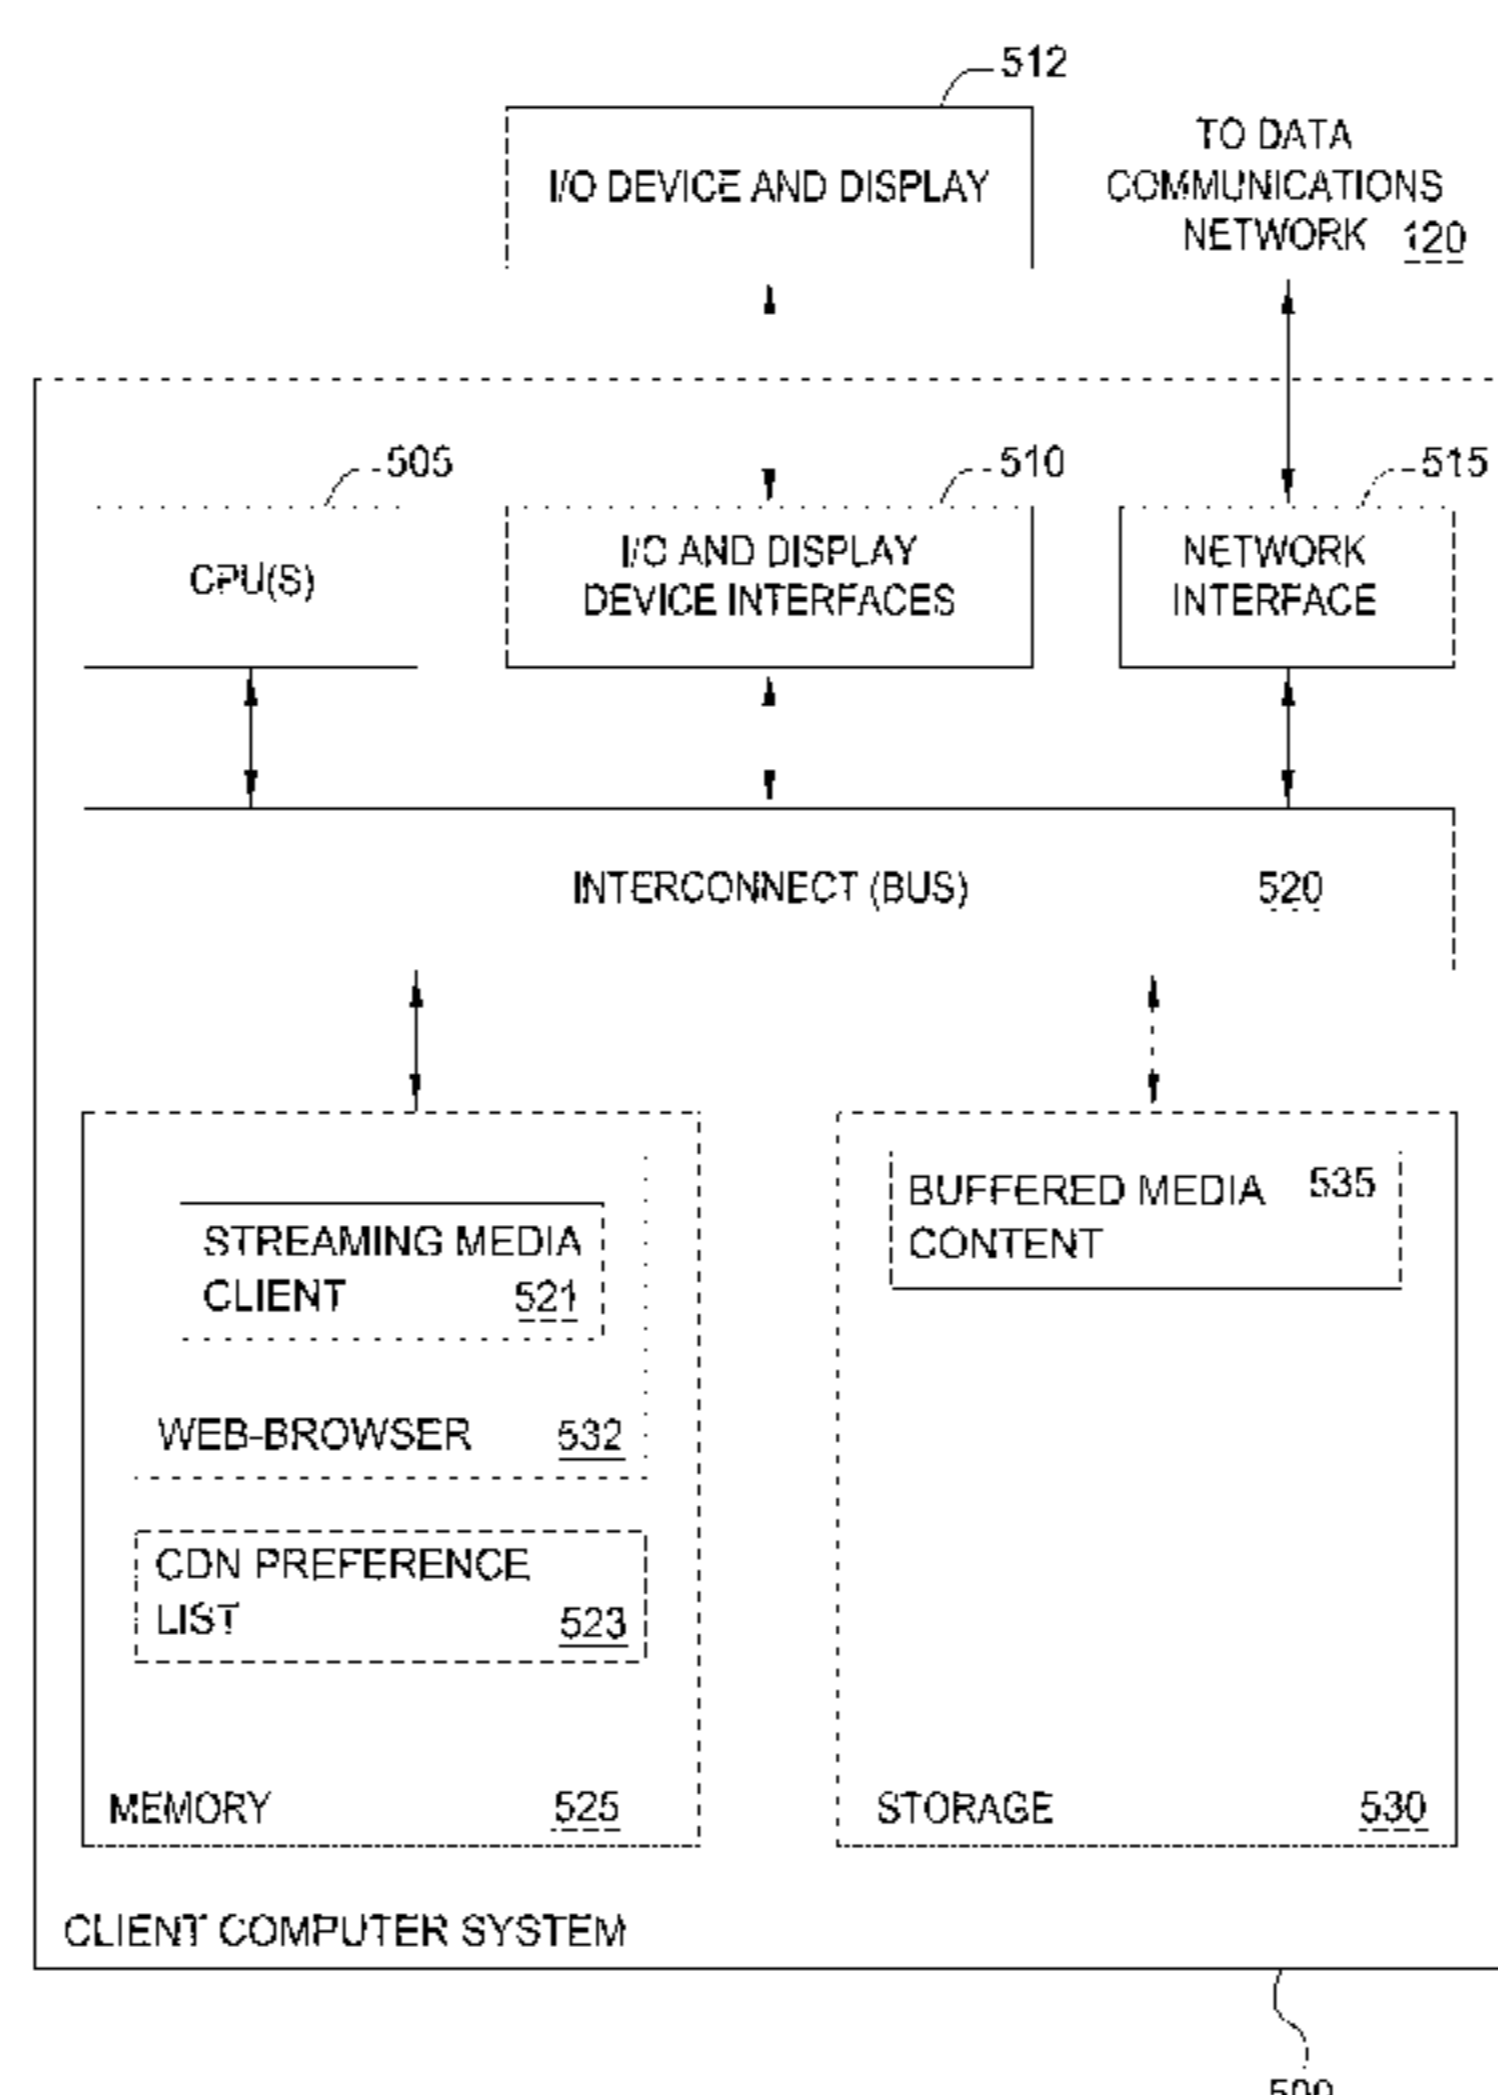 512
I/O DEVICE AND DISPLAY
TO DATA
COMMUNICATIONS
NETWORK 120
505
510
515
CPU(S)
I/O AND DISPLAY
DEVICE INTERFACES
NETWORK
INTERFACE
INTERCONNECT (BUS) 520
STREAMING MEDIA
CLIENT 521
WEB-BROWSER 532
CDN PREFERENCE
LIST 523
MEMORY 525
BUFFERED MEDIA 535
CONTENT
STORAGE 530
CLIENT COMPUTER SYSTEM